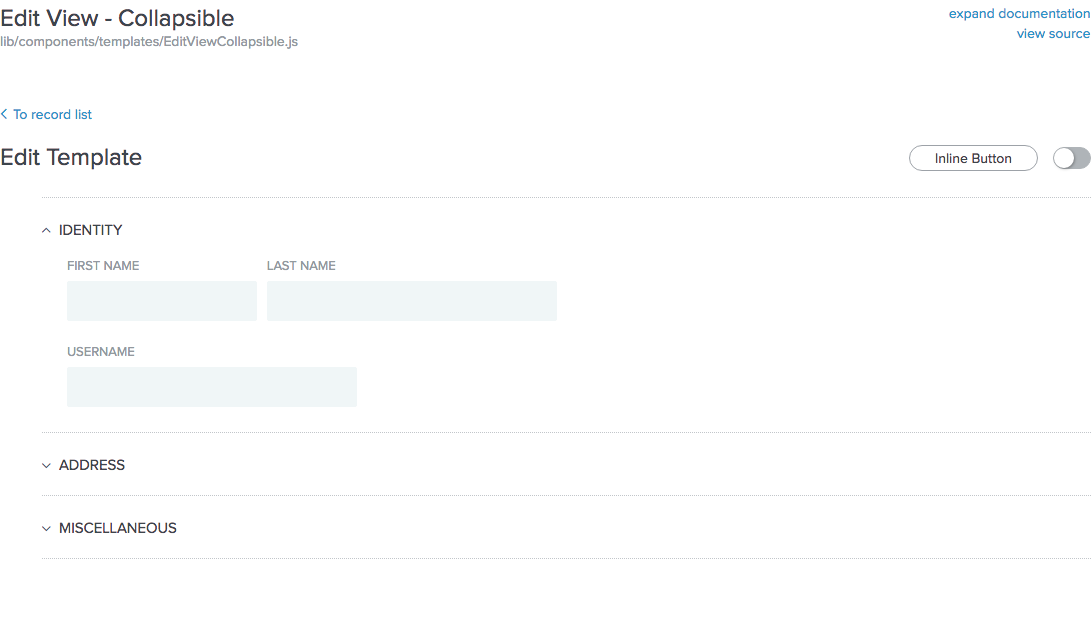 Edit View - Collapsible
expand documentation
lib/components/templates/EditViewCollapsible.js
view source
To record list
Edit Template
Inline Button
IDENTITY
FIRST NAME
LAST NAME
USERNAME
ADDRESS
MISCELLANEOUS